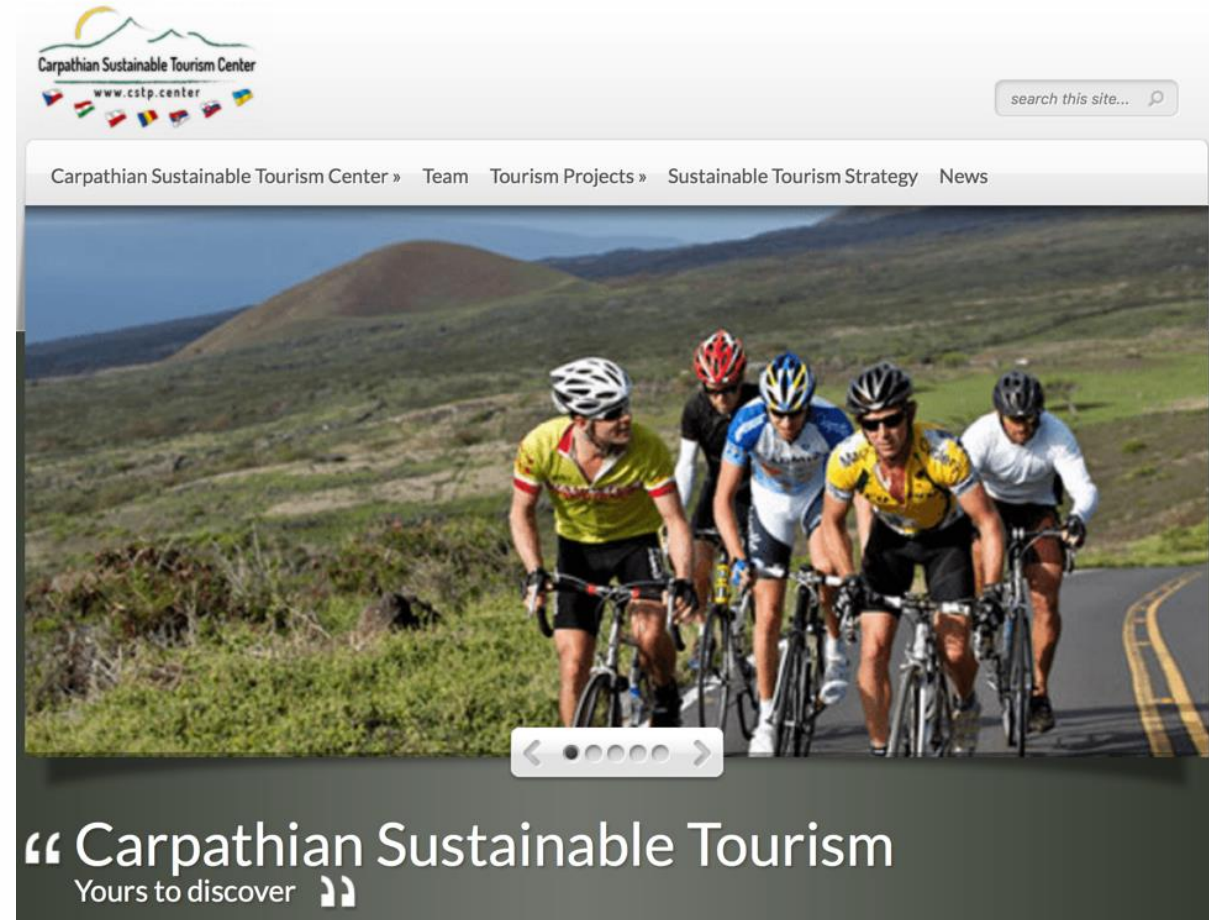 Carpathian Sustainable Tourism Center
www.cstp.center
search this site...
Carpathian Sustainable Tourism Center » Team Tourism Projects » Sustainable Tourism Strategy News
“ Carpathian Sustainable Tourism
Yours to discover ”